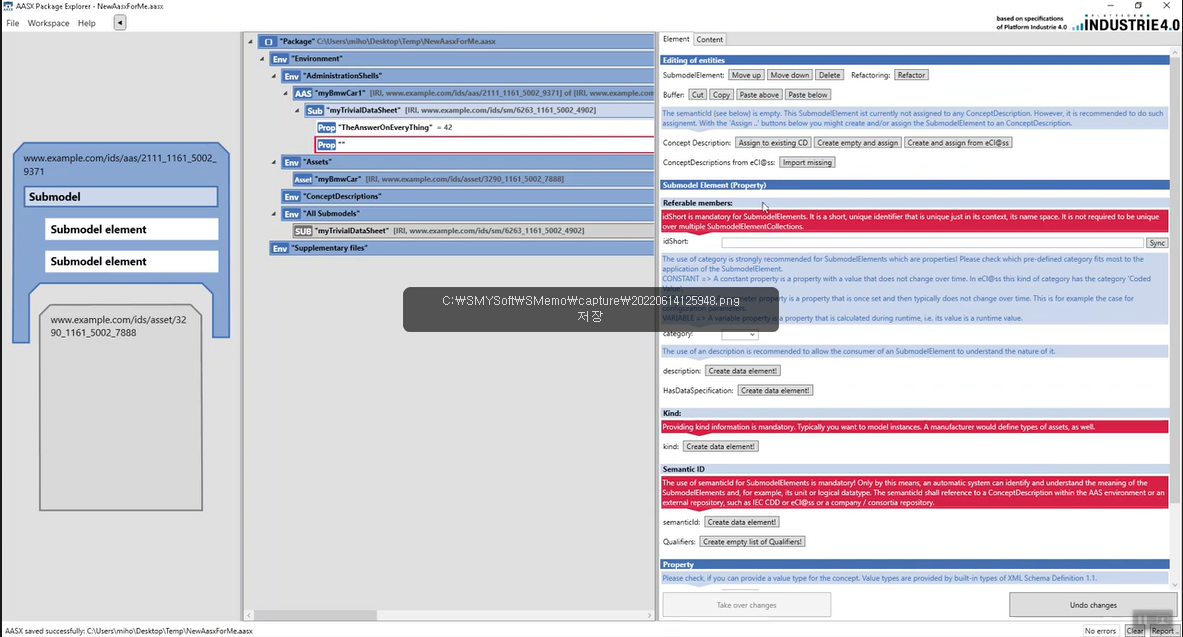 AASX Package Explorer - NewAasxForMe.aasx
File Workspace Help
based on specifications
of Platform Industrie 4.0
PLATTFORM
INDUSTRIE4.0
www.example.com/ids/aas/2111_1161_5002_
9371
Submodel
Submodel element
Submodel element
www.example.com/ids/asset/32
90_1161_5002_7888
"Package" C:\Users\miho\Desktop\Temp\NewAasxForMe.aasx
Env "Environment"
Env "AdministrationShells"
AAS "myBmwCar1" [IRI, www.example.com/ids/aas/2111_1161_5002_9371] of [IRI, www.example.com
Sub "myTrivialDataSheet" [IRI, www.example.com/ids/sm/6263_1161_5002_4902]
Prop "TheAnswerOnEveryThing" = 42
Prop ""
Env "Assets"
Asset "myBmwCar" [IRI, www.example.com/ids/asset/3290_1161_5002_7888]
Env "ConceptDescriptions"
Env "All Submodels"
SUB "myTrivialDataSheet" [IRI, www.example.com/ids/sm/6263_1161_5002_4902]
Env "Supplementary files"
Element Content
Editing of entities
SubmodelElement: Move up Move down Delete Refactoring: Refactor
Buffer: Cut Copy Paste above Paste below
The semanticId (see below) is empty. This SubmodelElement ist currently not assigned to any ConceptDescription. However, it is recommended to do such
assignemt. With the 'Assign ..' buttons below you might create and/or assign the SubmodelElement to an ConceptDescription.
Concept Description: Assign to existing CD Create empty and assign Create and assign from eCl@ss
ConceptDescriptions from eCl@ss: Import missing
Submodel Element (Property)
Referable members:
idShort is mandatory for SubmodelElements. It is a short, unique identifier that is unique just in its context, its name space. It is not required to be unique
over multiple SubmodelElementCollections.
idShort: Sync
The use of category is strongly recommended for SubmodelElements which are properties! Please check which pre-defined category fits most to the
application of the SubmodelElement.
CONSTANT => A constant property is a property with a value that does not change over time. In eCl@ss this kind of category has the category 'Coded
Value'.
meter property is a property that is once set and then typically does not change over time. This is for example the case for
configuration parameters.
VARIABLE => A variable property is a property that is calculated during runtime, i.e. its value is a runtime value.
category:
The use of an description is recommended to allow the consumer of an SubmodelElement to understand the nature of it.
description: Create data element!
HasDataSpecification: Create data element!
Kind:
Providing kind information is mandatory. Typically you want to model instances. A manufacturer would define types of assets, as well.
kind: Create data element!
Semantic ID
The use of semanticId for SubmodelElements is mandatory! Only by this means, an automatic system can identify and understand the meaning of the
SubmodelElements and, for example, its unit or logical datatype. The semanticId shall reference to a ConceptDescription within the AAS environment or an
external repository, such as IEC CDD or eCl@ss or a company / consortia repository.
semanticId: Create data element!
Qualifiers: Create empty list of Qualifiers!
Property
Please check, if you can provide a value type for the concept. Value types are provided by built-in types of XML Schema Definition 1.1.
Take over changes Undo changes
C:₩SMYSoft₩SMemo₩capture₩20220614125948.png
저장
AASX saved successfully: C:\Users\miho\Desktop\Temp\NewAasxForMe.aasx
No errors Clear Report..